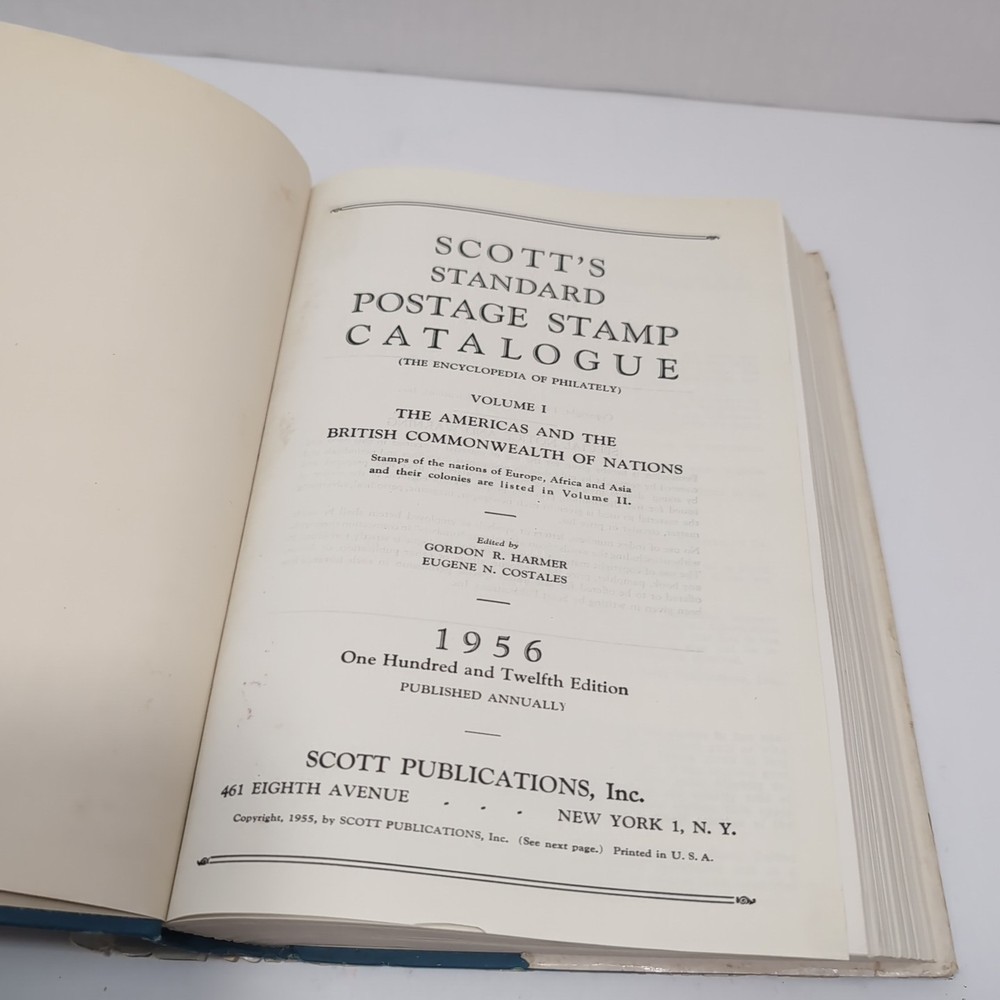 SCOTT'S
STANDARD
POSTAGE STAMP
CATALOGUE
(THE ENCYCLOPEDIA OF PHILATELY)
VOLUME I
THE AMERICAS AND THE
BRITISH COMMONWEALTH OF NATIONS
Stamps of the nations of Europe, Africa and Asia
and their colonies are listed in Volume II.
Edited by
GORDON R. HARMER
EUGENE N. COSTALES
1956
One Hundred and Twelfth Edition
PUBLISHED ANNUALLY
SCOTT PUBLICATIONS, Inc.
461 EIGHTH AVENUE . . . NEW YORK 1, N. Y.
Copyright, 1955, by SCOTT PUBLICATIONS, Inc. (See next page.) Printed in U. S. A.